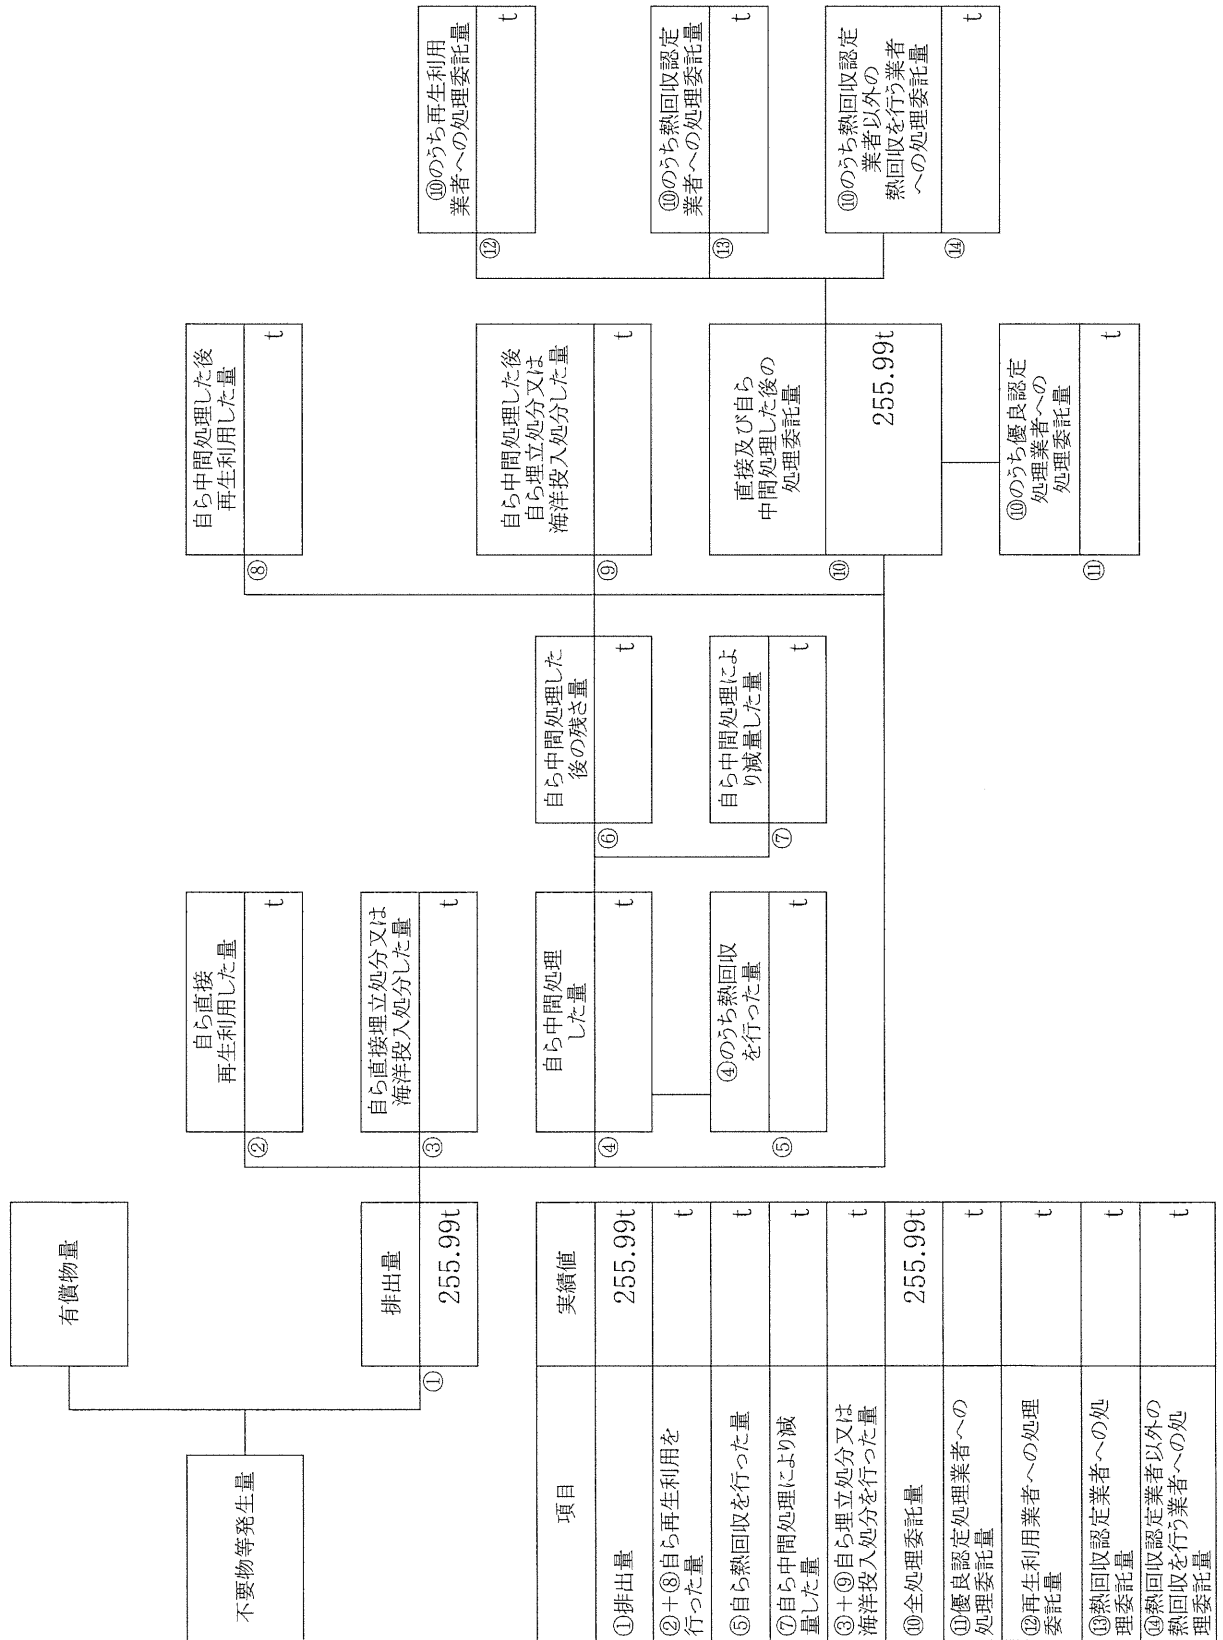 不要物等発生量
有償物量
①
排出量
255.99t
②
自ら直接
再生利用した量
t
③
自ら直接埋立処分又は
海洋投入処分した量
t
④
自ら中間処理
した量
t
⑤
④のうち熱回収
を行った量
t
⑥
自ら中間処理した
後の残さ量
t
⑦
自ら中間処理によ
り減量した量
t
⑧
自ら中間処理した後
再生利用した量
t
⑨
自ら中間処理した後
自ら埋立処分又は
海洋投入処分した量
t
⑩
直接及び自ら
中間処理した後の
処理委託量
255.99t
⑪
⑩のうち優良認定
処理業者への
処理委託量
t
⑫
⑩のうち再生利用
業者への処理委託量
t
⑬
⑩のうち熱回収認定
業者への処理委託量
t
⑭
⑩のうち熱回収認定
業者以外の
熱回収を行う業者
への処理委託量
t
項目
実績値
①排出量
255.99t
②+⑧自ら再生利用を
行った量
t
⑤自ら熱回収を行った量
t
⑦自ら中間処理により減
量した量
t
③+⑨自ら埋立処分又は
海洋投入処分を行った量
t
⑩全処理委託量
255.99t
⑪優良認定処理業者への
処理委託量
t
⑫再生利用業者への処理
委託量
t
⑬熱回収認定業者への処
理委託量
t
⑭熱回収認定業者以外の
熱回収を行う業者への処
理委託量
t